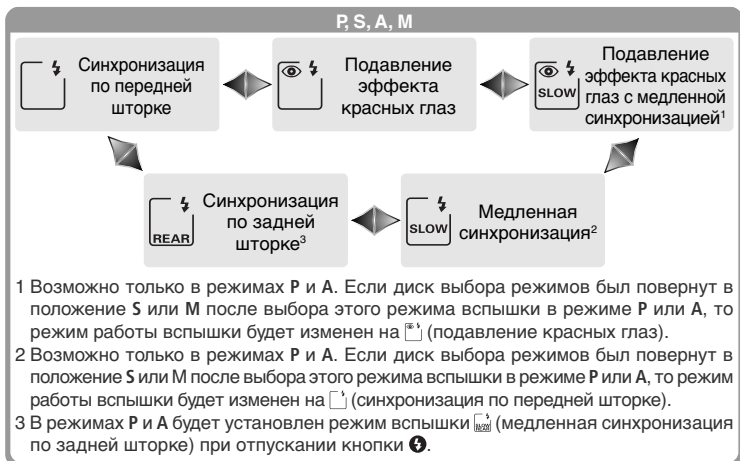 P, S, A, M
Синхронизация
по передней
шторке
Подавление
эффекта
красных глаз
SLOW
Подавление
эффекта красных
глаз с медленной
синхронизацией1
REAR
Синхронизация
по задней
шторке3
SLOW
Медленная
синхронизация2
1 Возможно только в режимах P и A. Если диск выбора режимов был повернут в
положение S или M после выбора этого режима вспышки в режиме P или A, то
режим работы вспышки будет изменен на (подавление красных глаз).
2 Возможно только в режимах P и A. Если диск выбора режимов был повернут в
положение S или М после выбора этого режима вспышки в режиме P или A, то режим
работы вспышки будет изменен на (синхронизация по передней шторке).
3 В режимах P и A будет установлен режим вспышки (медленная синхронизация
по задней шторке) при отпускании кнопки .